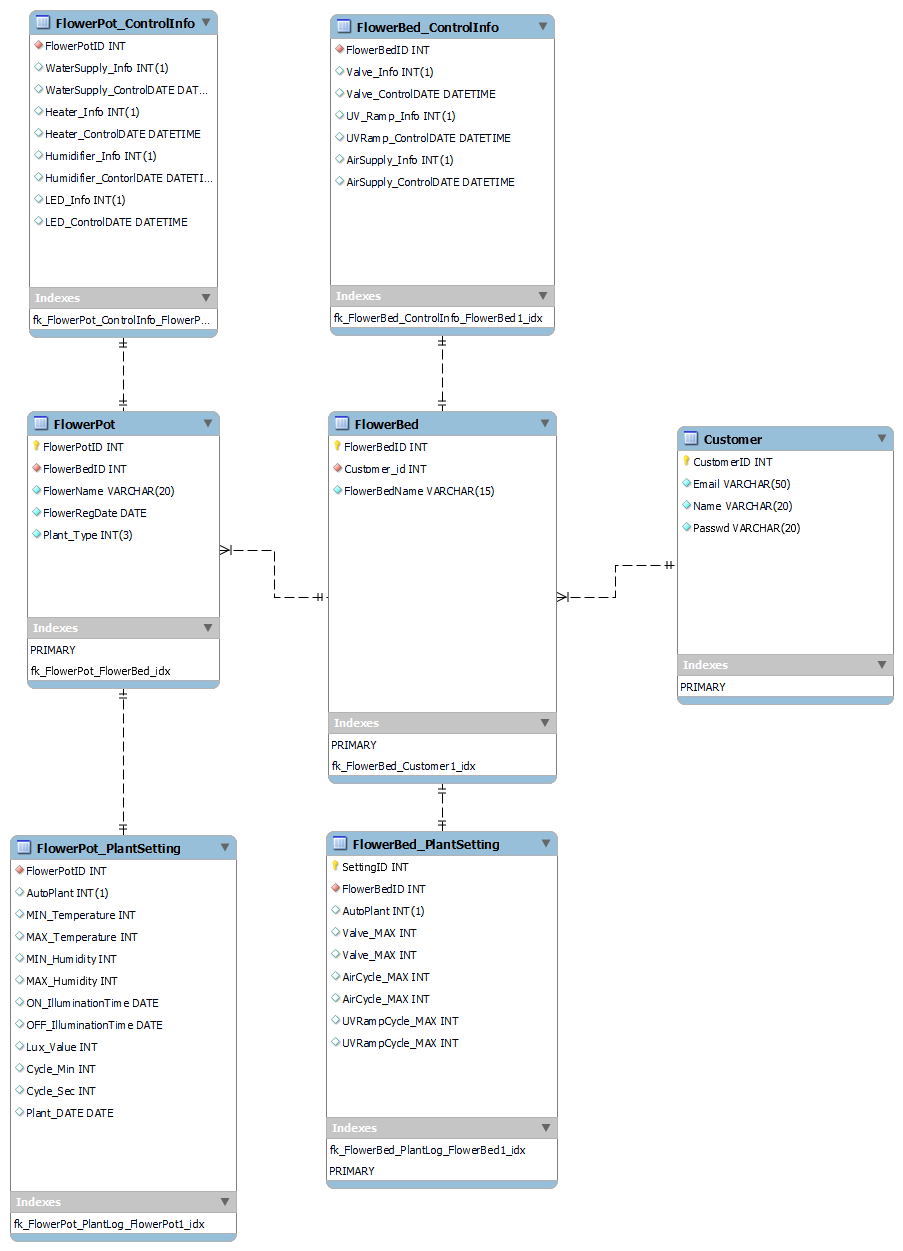 FlowerPot_ControlInfo
FlowerPotID INT
WaterSupply_Info INT(1)
WaterSupply_ControlDATE DAT...
Heater_Info INT(1)
Heater_ControlDATE DATETIME
Humidifier_Info INT(1)
Humidifier_ContorlDATE DATETI...
LED_Info INT(1)
LED_ControlDATE DATETIME
Indexes
fk_FlowerPot_ControlInfo_FlowerP...
FlowerBed_ControlInfo
FlowerBedID INT
Valve_Info INT(1)
Valve_ControlDATE DATETIME
UV_Ramp_Info INT(1)
UVRamp_ControlDATE DATETIME
AirSupply_Info INT(1)
AirSupply_ControlDATE DATETIME
Indexes
fk_FlowerBed_ControlInfo_FlowerBed1_idx
FlowerPot
FlowerPotID INT
FlowerBedID INT
FlowerName VARCHAR(20)
FlowerRegDate DATE
Plant_Type INT(3)
Indexes
PRIMARY
fk_FlowerPot_FlowerBed_idx
FlowerBed
FlowerBedID INT
Customer_id INT
FlowerBedName VARCHAR(15)
Indexes
PRIMARY
fk_FlowerBed_Customer1_idx
Customer
CustomerID INT
Email VARCHAR(50)
Name VARCHAR(20)
Passwd VARCHAR(20)
Indexes
PRIMARY
FlowerPot_PlantSetting
FlowerPotID INT
AutoPlant INT(1)
MIN_Temperature INT
MAX_Temperature INT
MIN_Humidity INT
MAX_Humidity INT
ON_IlluminationTime DATE
OFF_IlluminationTime DATE
Lux_Value INT
Cycle_Min INT
Cycle_Sec INT
Plant_DATE DATE
Indexes
fk_FlowerPot_PlantLog_FlowerPot1_idx
FlowerBed_PlantSetting
SettingID INT
FlowerBedID INT
AutoPlant INT(1)
Valve_MAX INT
Valve_MAX INT
AirCycle_MAX INT
AirCycle_MAX INT
UVRampCycle_MAX INT
UVRampCycle_MAX INT
Indexes
fk_FlowerBed_PlantLog_FlowerBed1_idx
PRIMARY